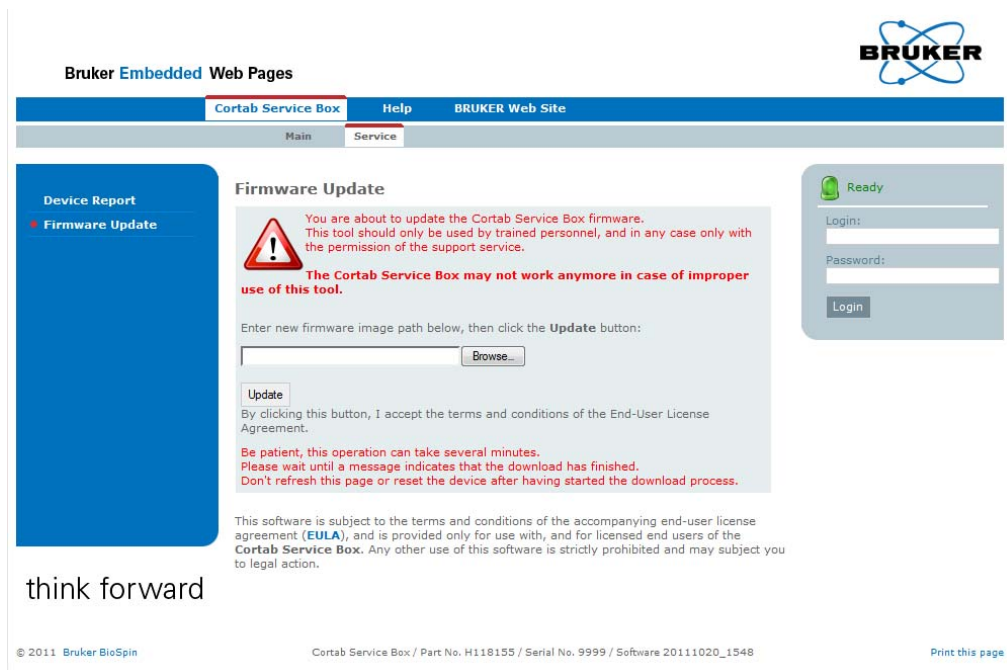 BRUKER
Bruker Embedded Web Pages
Cortab Service Box Help BRUKER Web Site
Main Service
Device Report
Firmware Update
Firmware Update
You are about to update the Cortab Service Box firmware.
This tool should only be used by trained personnel, and in any case only with
the permission of the support service.
The Cortab Service Box may not work anymore in case of improper
use of this tool.
Enter new firmware image path below, then click the Update button:
Browse...
Update
By clicking this button, I accept the terms and conditions of the End-User License
Agreement.
Be patient, this operation can take several minutes.
Please wait until a message indicates that the download has finished.
Don't refresh this page or reset the device after having started the download process.
This software is subject to the terms and conditions of the accompanying end-user license
agreement (EULA), and is provided only for use with, and for licensed end users of the
Cortab Service Box. Any other use of this software is strictly prohibited and may subject you
to legal action.
Ready
Login:
Password:
Login
think forward
© 2011 Bruker BioSpin Cortab Service Box / Part No. H118155 / Serial No. 9999 / Software 20111020_1548 Print this page